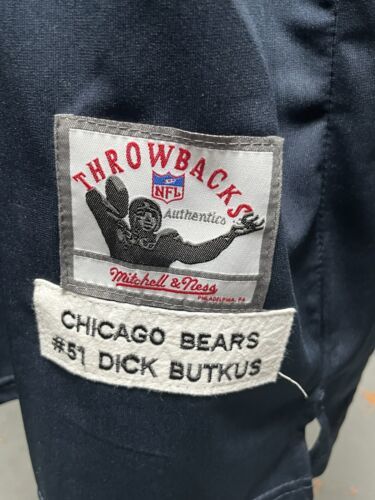 THROWBACKS
NFL
Authentics
Mitchell & Ness
PHILADELPHIA, PA
CHICAGO BEARS
#51 DICK BUTKUS